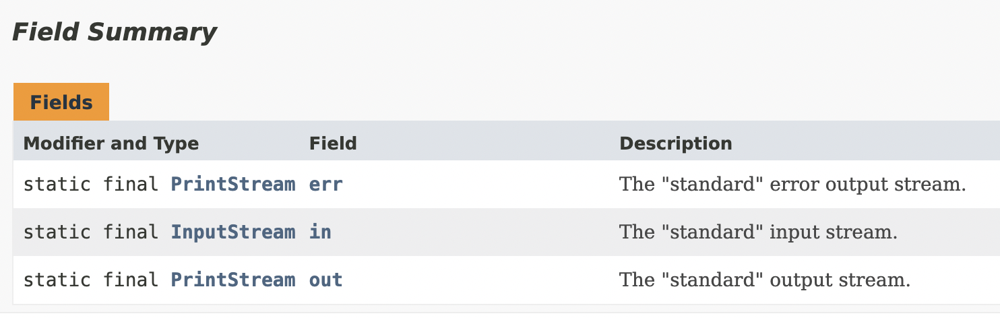 Field Summary
Fields
Modifier and Type Field Description
static final PrintStream err The "standard" error output stream.
static final InputStream in The "standard" input stream.
static final PrintStream out The "standard" output stream.